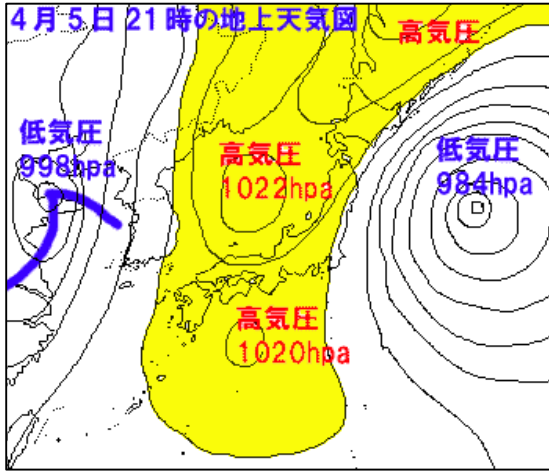 4月5日21時の地上天気図
高気圧
低気圧
998hpa
高気圧
1022hpa
低気圧
984hpa
高気圧
1020hpa